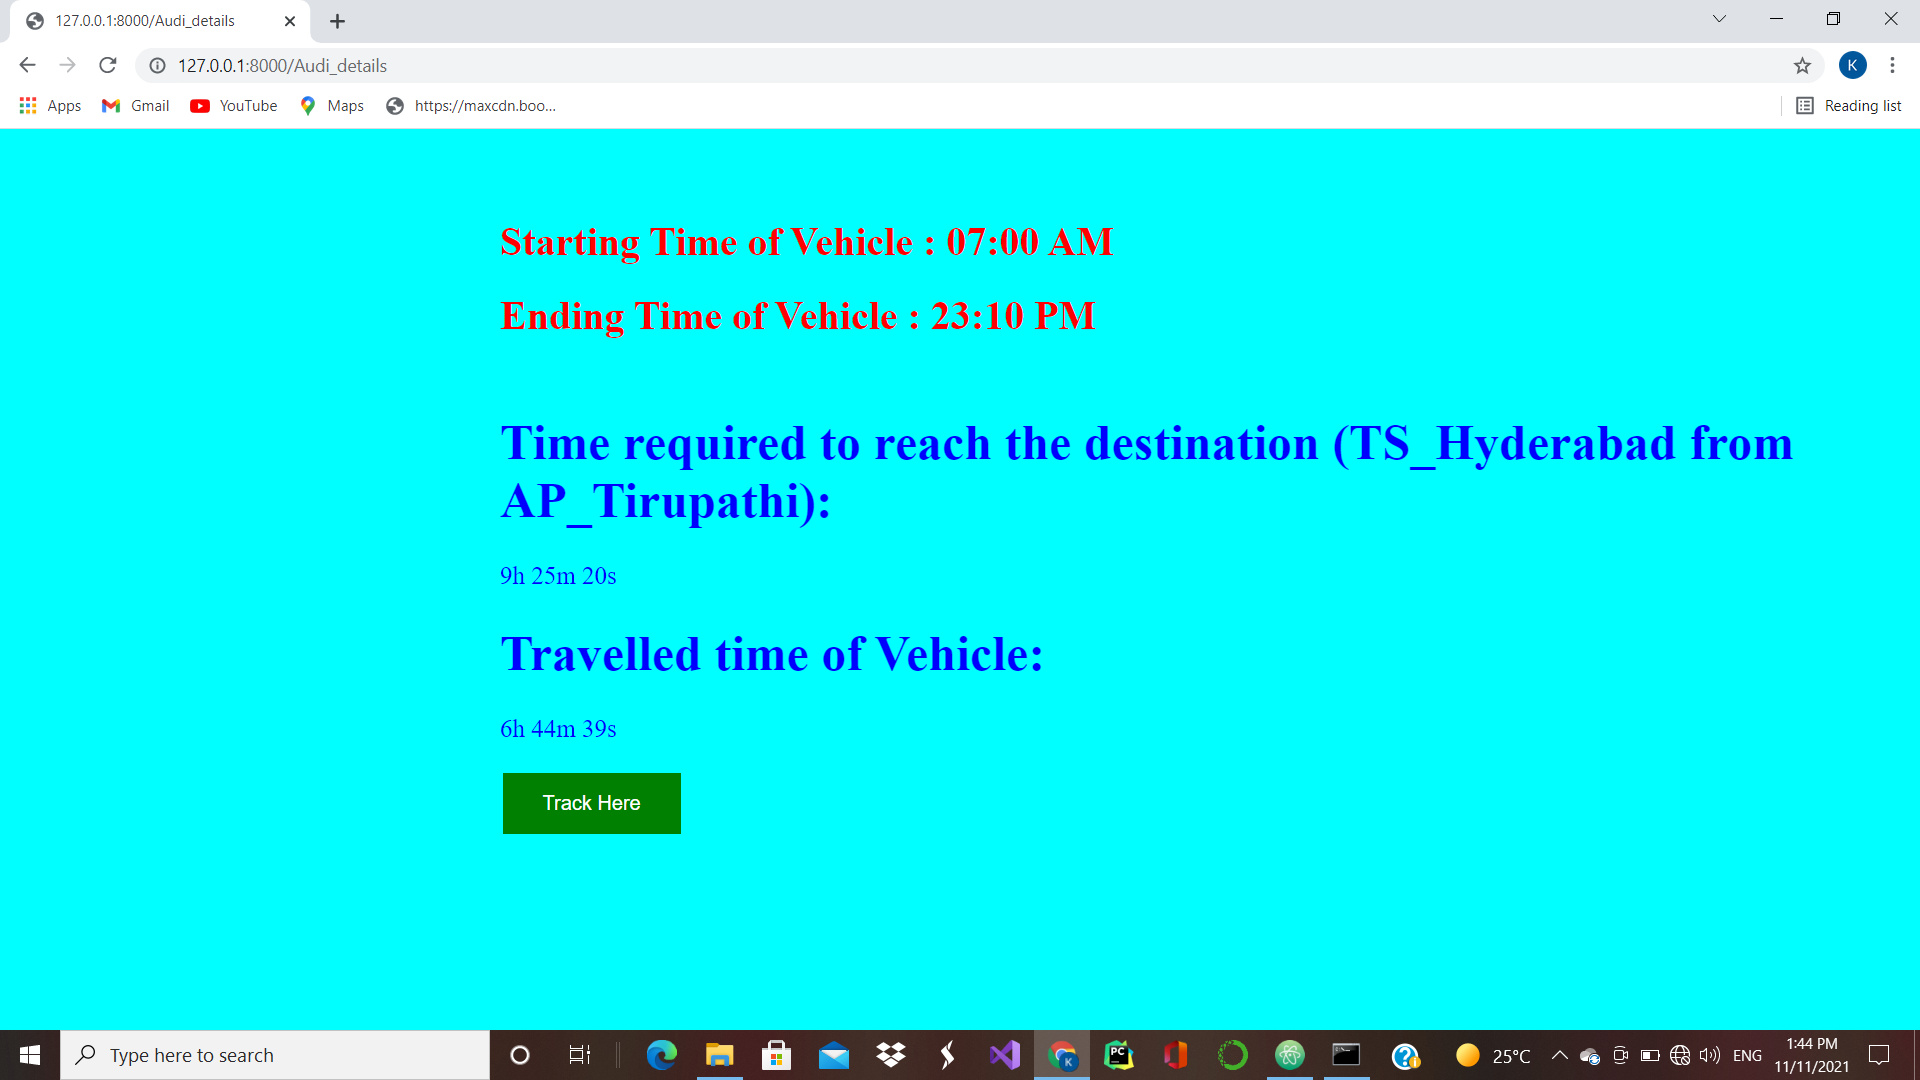 127.0.0.1:8000/Audi_details
127.0.0.1:8000/Audi_details
K
Apps
Gmail
YouTube
Maps
https://maxcdn.boo...
Reading list
Starting Time of Vehicle : 07:00 AM
Ending Time of Vehicle : 23:10 PM
Time required to reach the destination (TS_Hyderabad from
AP_Tirupathi):
9h 25m 20s
Travelled time of Vehicle:
6h 44m 39s
Track Here
Type here to search
K
PC
25°C
ENG
1:44 PM
11/11/2021